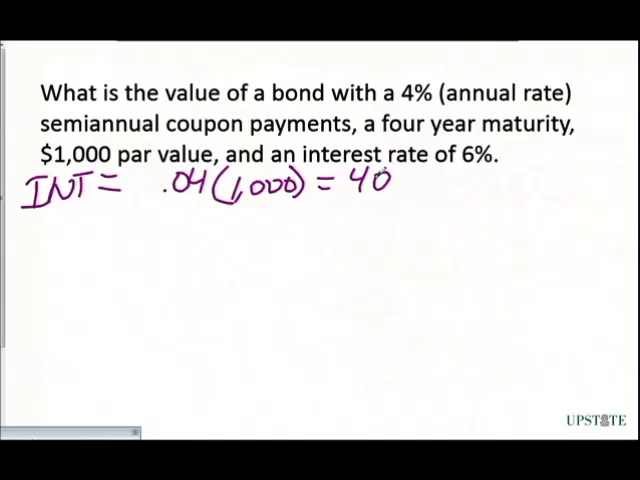 What is the value of a bond with a 4% (annual rate)
semiannual coupon payments, a four year maturity,
$1,000 par value, and an interest rate of 6%.
INT = .04(1,000) = 40
UPSTATE